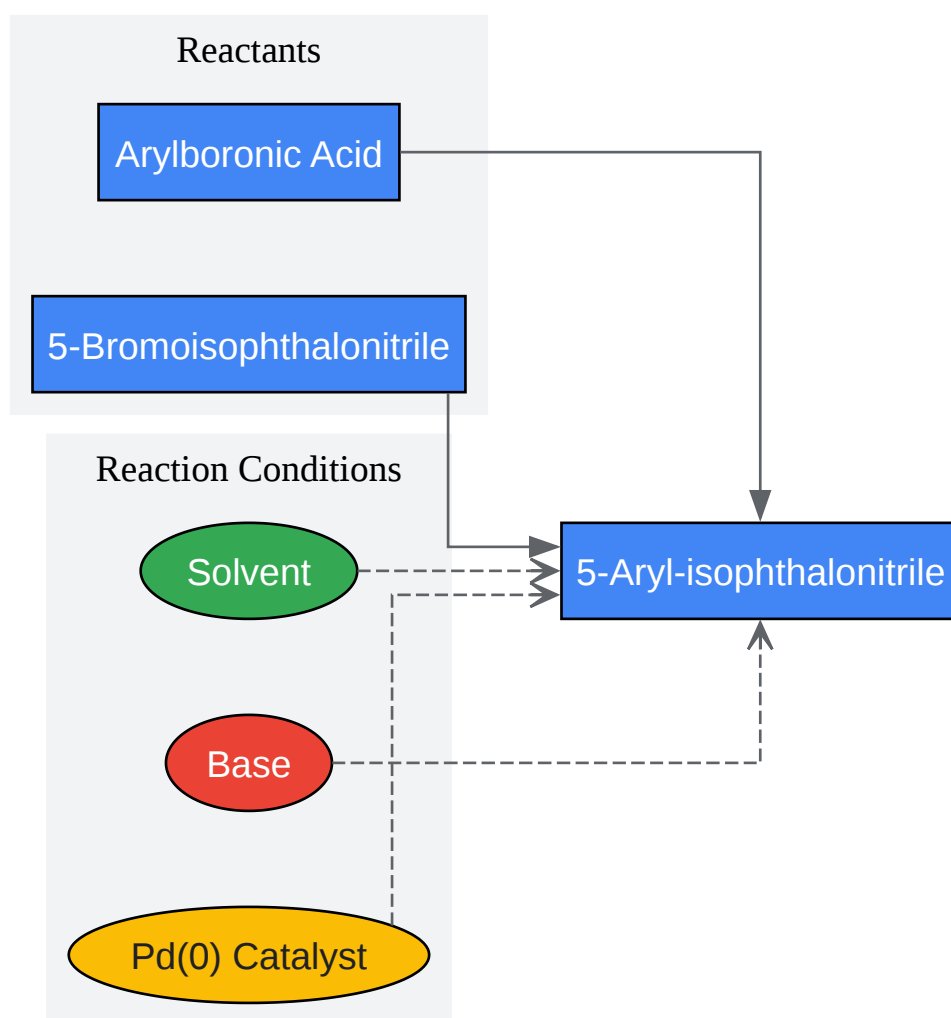 Reactants
Arylboronic Acid
5-Bromoisophthalonitrile
Reaction Conditions
Solvent
5-Aryl-isophthalonitrile
Base
Pd(0) Catalyst